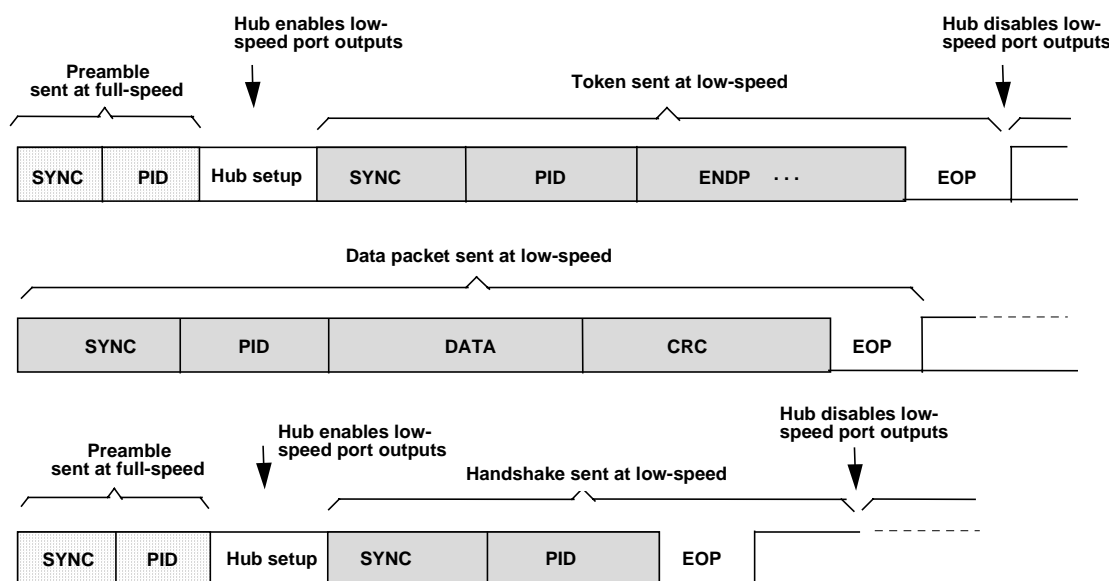 Hub enables low-
speed port outputs
Hub disables low-
speed port outputs
Preamble
sent at full-speed
Token sent at low-speed
SYNC PID Hub setup SYNC PID ENDP ... EOP
Data packet sent at low-speed
SYNC PID DATA CRC EOP
Hub disables low-
speed port outputs
Hub enables low-
speed port outputs
Preamble
sent at full-speed
Handshake sent at low-speed
SYNC PID Hub setup SYNC PID EOP